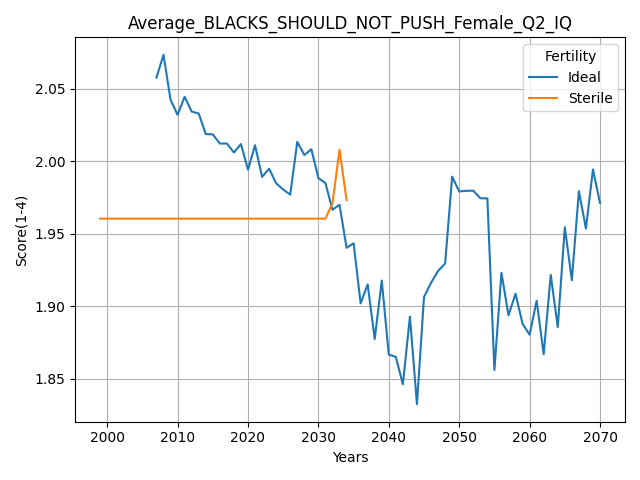 Average_BLACKS_SHOULD_NOT_PUSH_Female_Q2_IQ
Fertility
Ideal
Sterile
Score(1-4)
2.05
2.00
1.95
1.90
1.85
2000 2010 2020 2030 2040 2050 2060 2070
Years